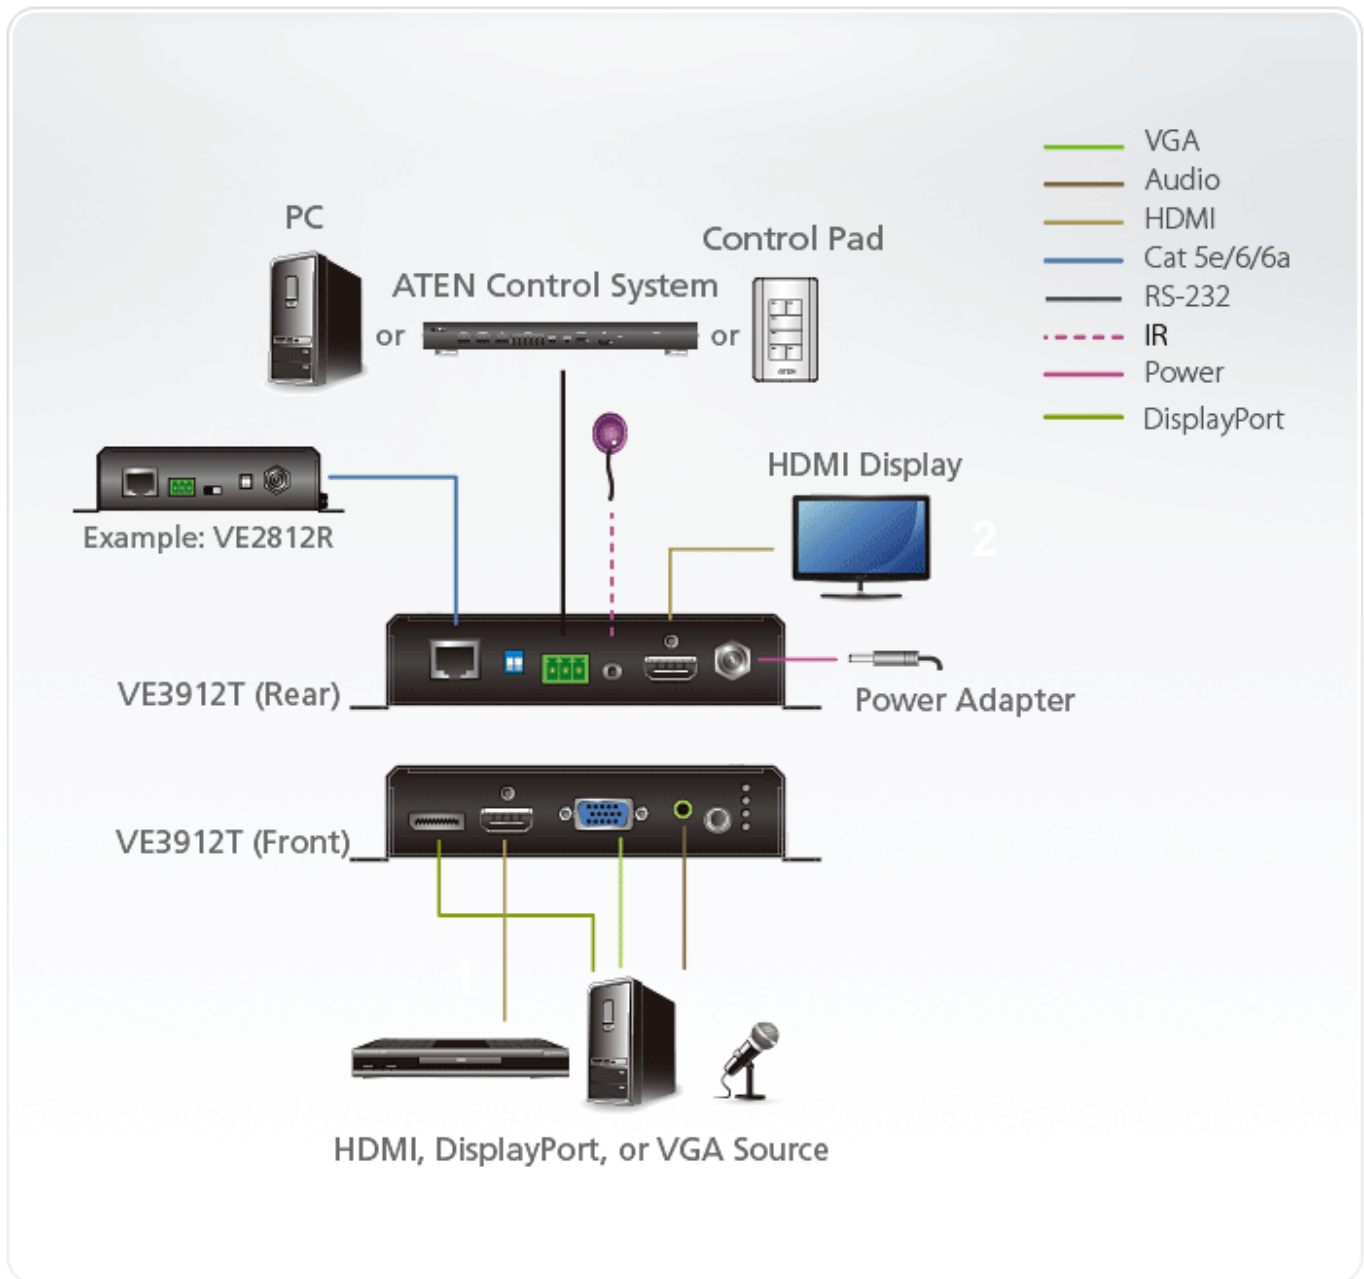 VGA
Audio
HDMI
Cat 5e/6/6a
RS-232
IR
Power
DisplayPort
PC
Control Pad
ATEN Control System
or
or
ATEN
HDMI Display
2
Example: VE2812R
VE3912T (Rear)
Power Adapter
VE3912T (Front)
1
HDMI, DisplayPort, or VGA Source